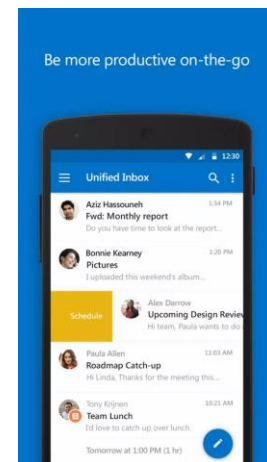 Be more productive on-the-go
12:30
Unified Inbox
Aziz Hassouneh 1:34 PM
Fwd: Monthly report
Do you have time to look at the report...
Bonnie Kearney 1:20 PM
Pictures
I uploaded this weekend's album...
Schedule
Alex Darrow
Upcoming Design Review
Hi team, Paula wants to do
Paula Allen 11:03 AM
Roadmap Catch-up
Hi Linda, Thanks for the meeting this...
Tony Krijnen 10:21 AM
Team Lunch
I'd love to catch up over lunch.
Tomorrow at 1:00 PM (1 hr)